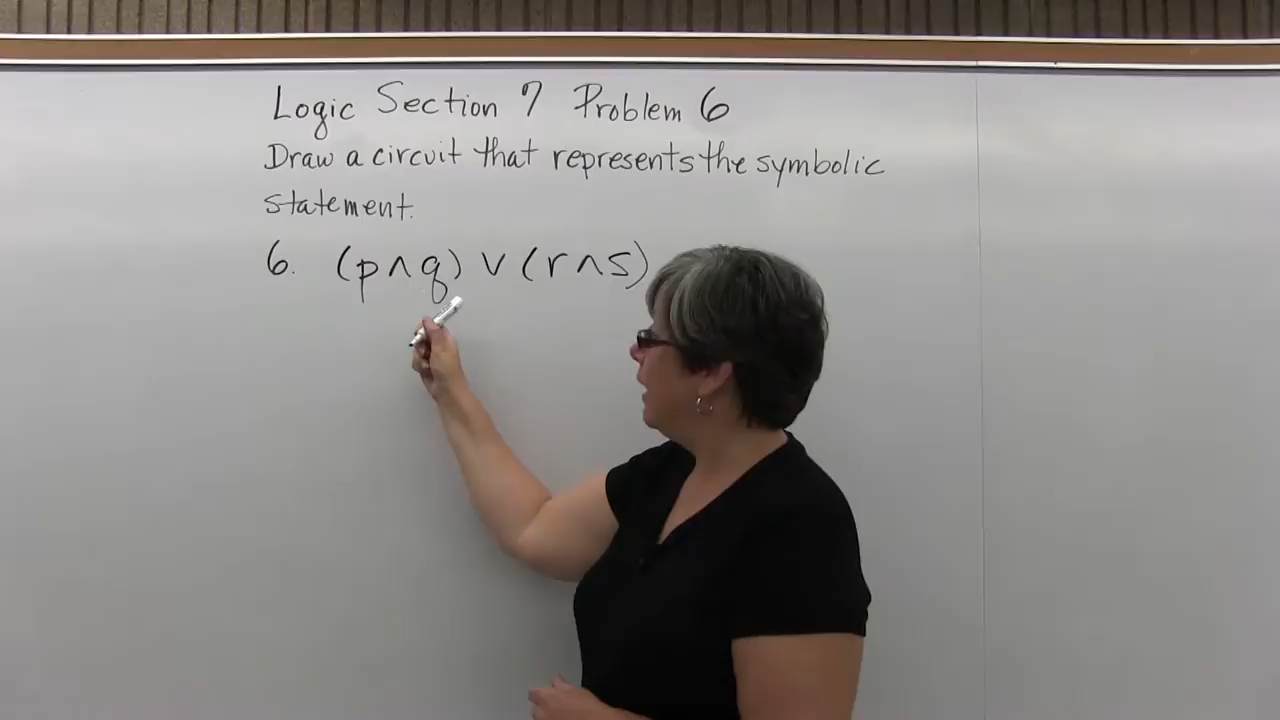 Logic Section 7 Problem 6
Draw a circuit that represents the symbolic
statement.
6. (p∧q) ∨ (r∧s)